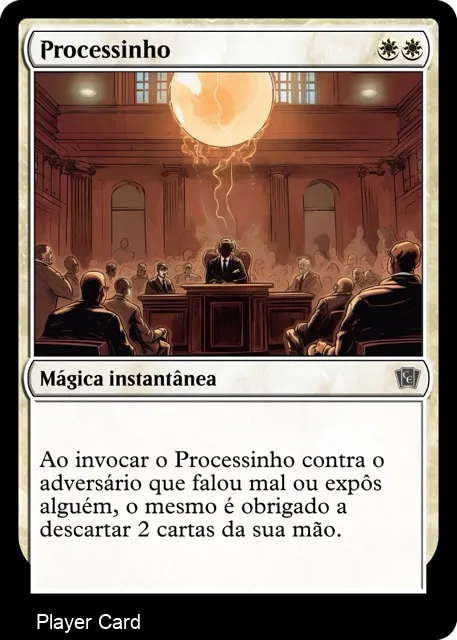 Processinho
Mágica instantânea
CE
Ao invocar o Processinho contra o
adversário que falou mal ou expôs
alguém, o mesmo é obrigado a
descartar 2 cartas da sua mão.
Player Card